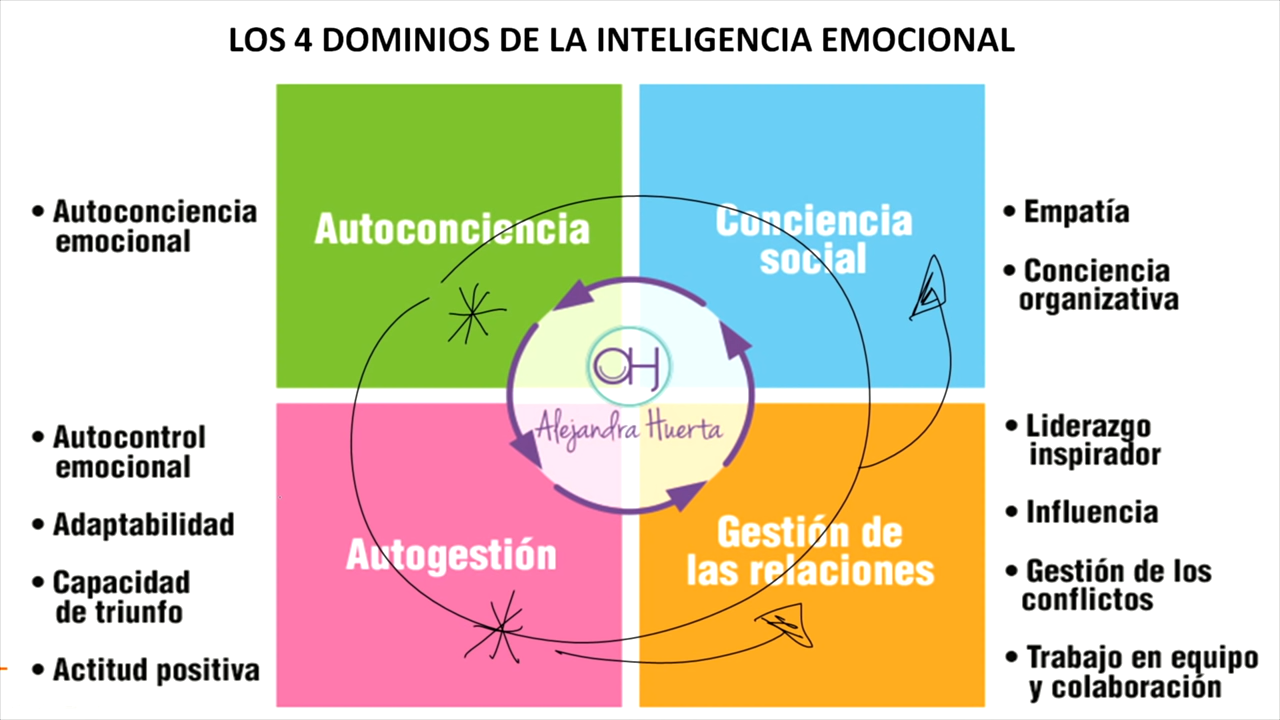 LOS 4 DOMINIOS DE LA INTELIGENCIA EMOCIONAL
• Autoconciencia
emocional
Autoconciencia
Conciencia
social
• Empatía
• Conciencia
organizativa
AH
Alejandra Huerta
• Autocontrol
emocional
• Adaptabilidad
• Capacidad
de triunfo
• Actitud positiva
Autogestión
Gestión de
las relaciones
• Liderazgo
inspirador
• Influencia
• Gestión de los
conflictos
• Trabajo en equipo
y colaboración